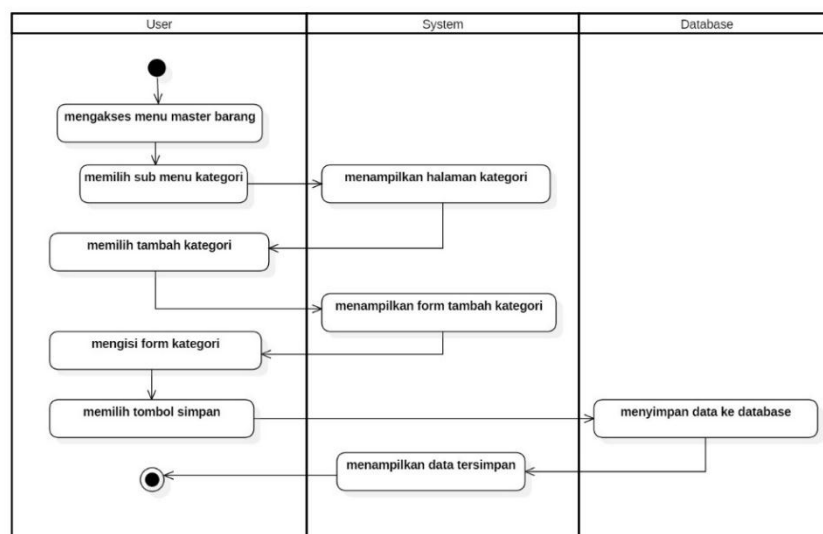 User
System
Database
mengakses menu master barang
memilih sub menu kategori
menampilkan halaman kategori
memilih tambah kategori
menampilkan form tambah kategori
mengisi form kategori
memilih tombol simpan
menyimpan data ke database
menampilkan data tersimpan